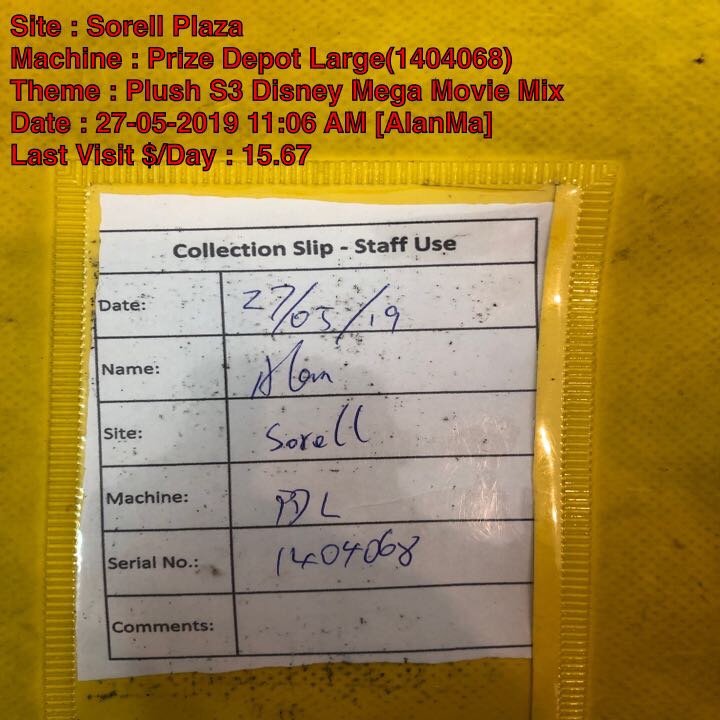 Site : Sorell Plaza
Machine : Prize Depot Large(1404068)
Theme : Plush S3 Disney Mega Movie Mix
Date : 27-05-2019 11:06 AM [AlanMa]
Last Visit $/Day : 15.67
Collection Slip - Staff Use
Date: 27/05/19
Name: Alan
Site: Sorell
Machine: PDL
Serial No.: 1404068
Comments: